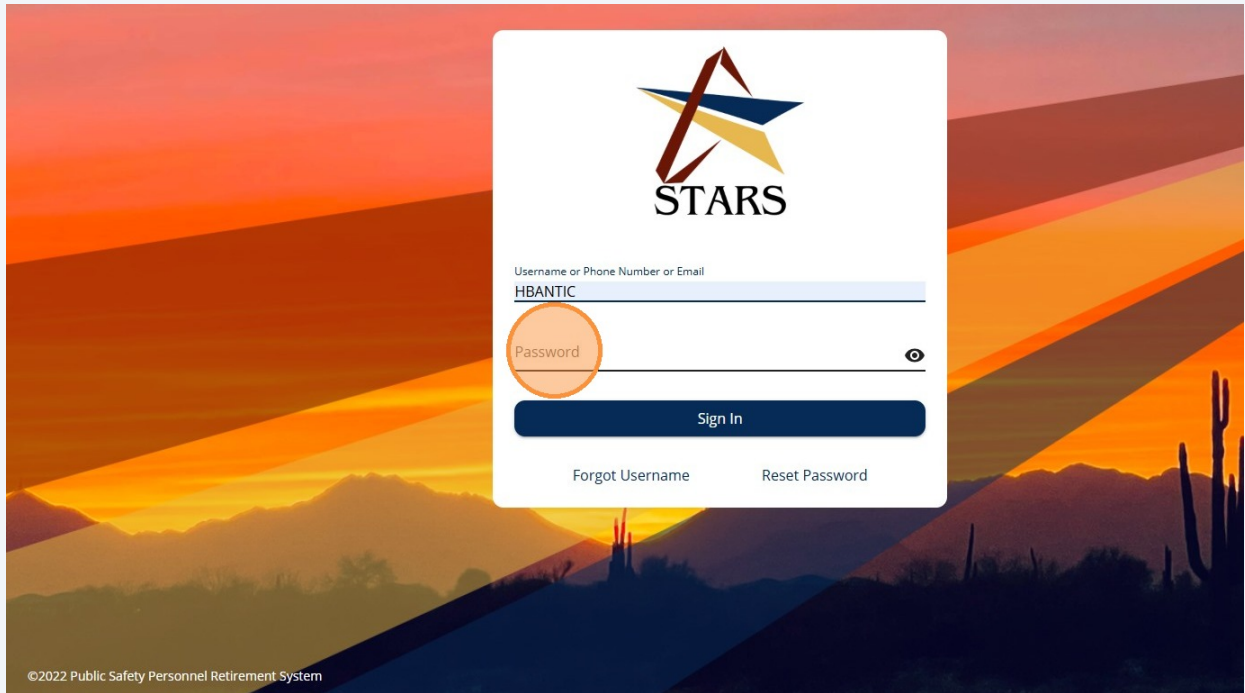 STARS
Username or Phone Number or Email
HBANTIC
Password
Sign In
Forgot Username Reset Password
©2022 Public Safety Personnel Retirement System